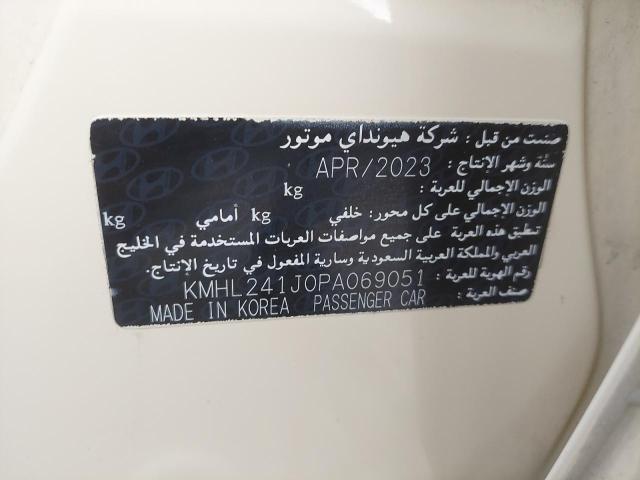 صنعت من قبل : شركة هيونداي موتور
سنة وشهر الإنتاج : APR/2023
الوزن الإجمالي للعربة : kg
الوزن الإجمالي على كل محور: خلفي kg أمامي kg
تطبق هذه العربة على جميع مواصفات العربات المستخدمة في الخليج
العربي والمملكة العربية السعودية وسارية المفعول في تاريخ الإنتاج.
رقم الهوية للعربة : KMHL241J0PA069051
صنف العربة : MADE IN KOREA PASSENGER CAR